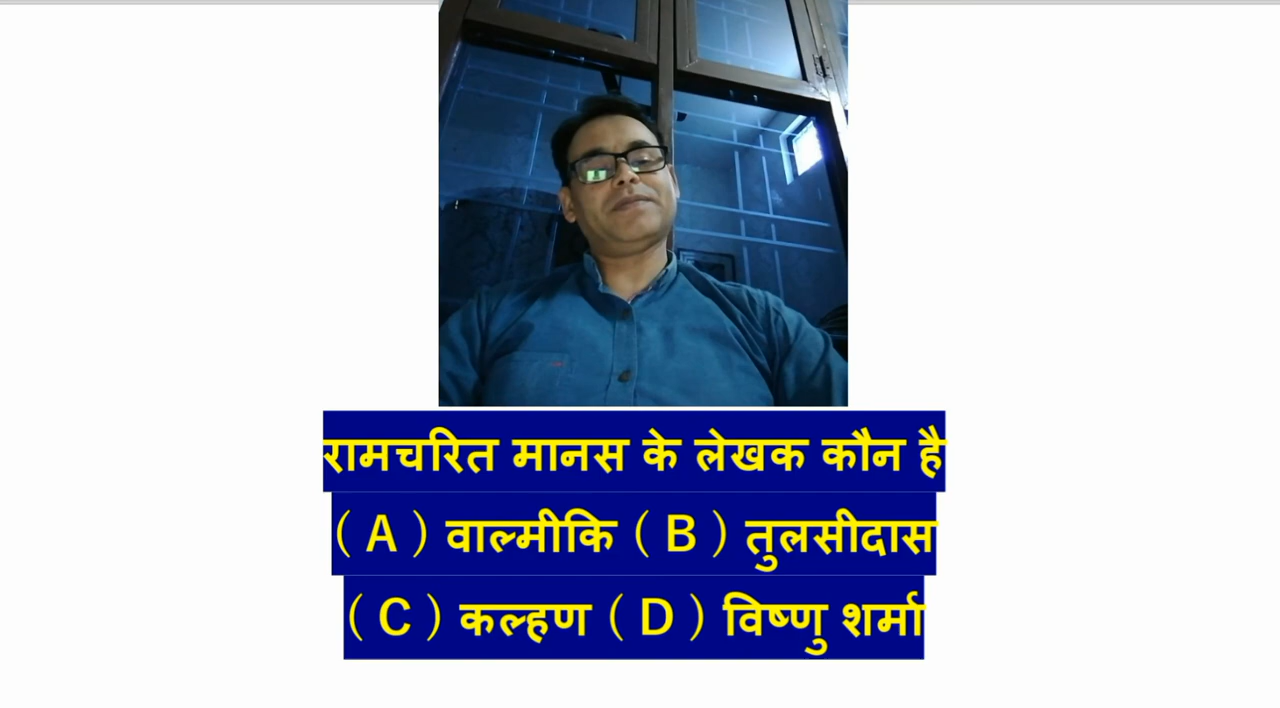 रामचरित मानस के लेखक कौन है
( A ) वाल्मीकि ( B ) तुलसीदास
( C ) कल्हण ( D ) विष्णु शर्मा